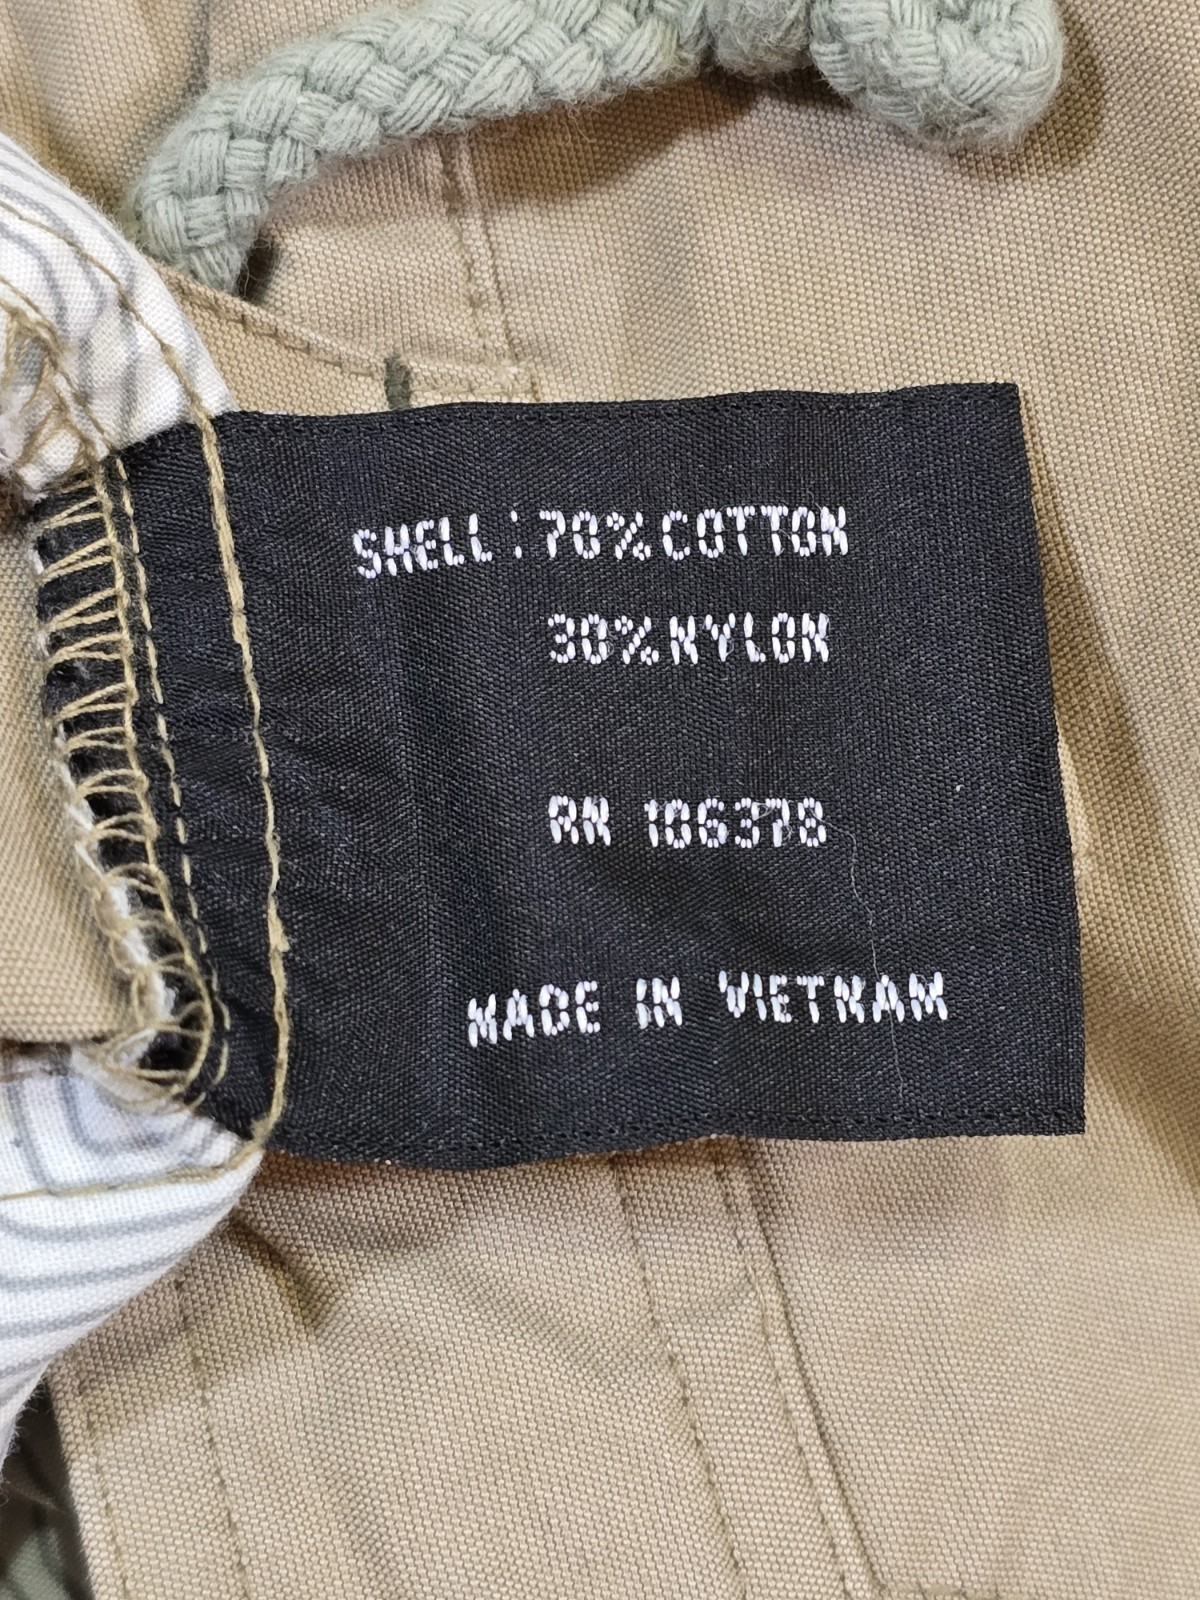 SHELL: 70% COTTON
30% NYLON
RN 106378
MADE IN VIETNAM